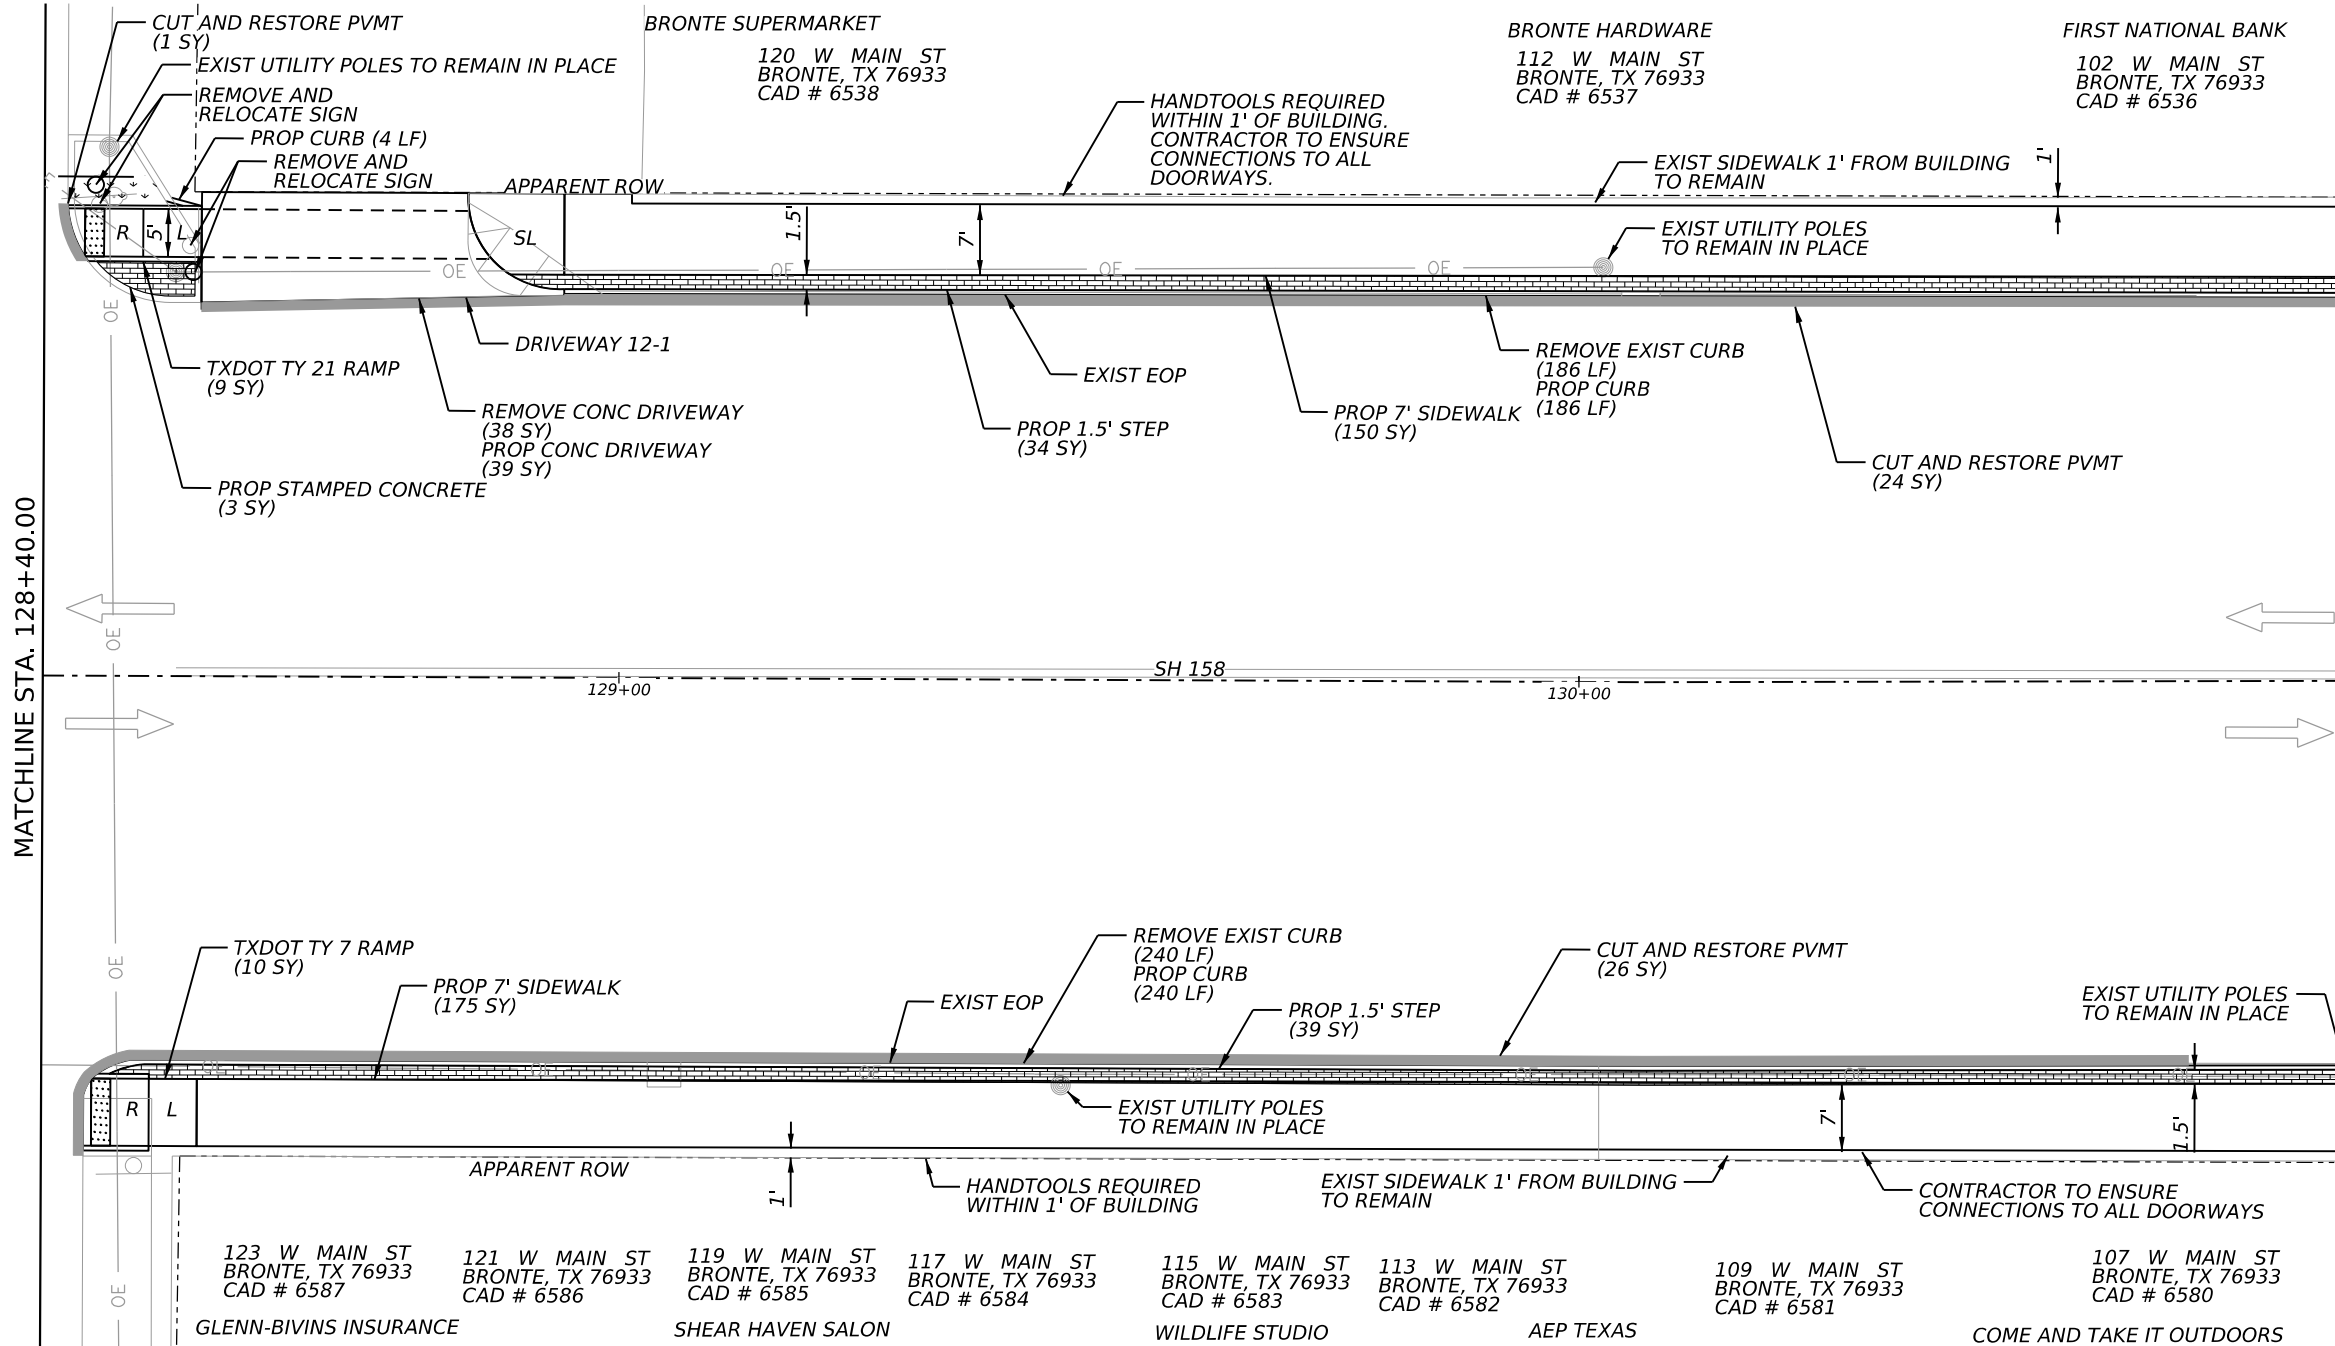 CUT AND RESTORE PVMT
(1 SY)
EXIST UTILITY POLES TO REMAIN IN PLACE
REMOVE AND
RELOCATE SIGN
PROP CURB (4 LF)
REMOVE AND
RELOCATE SIGN
BRONTE SUPERMARKET
120 W MAIN ST
BRONTE, TX 76933
CAD # 6538
HANDTOOLS REQUIRED
WITHIN 1' OF BUILDING.
CONTRACTOR TO ENSURE
CONNECTIONS TO ALL
DOORWAYS.
BRONTE HARDWARE
112 W MAIN ST
BRONTE, TX 76933
CAD # 6537
FIRST NATIONAL BANK
102 W MAIN ST
BRONTE, TX 76933
CAD # 6536
EXIST SIDEWALK 1' FROM BUILDING
TO REMAIN
1'
APPARENT ROW
EXIST UTILITY POLES
TO REMAIN IN PLACE
R
5'
L
SL
1.5'
7'
OE
OE
OE
OE
OE
TXDOT TY 21 RAMP
(9 SY)
DRIVEWAY 12-1
REMOVE CONC DRIVEWAY
(38 SY)
PROP CONC DRIVEWAY
(39 SY)
PROP STAMPED CONCRETE
(3 SY)
EXIST EOP
PROP 1.5' STEP
(34 SY)
PROP 7' SIDEWALK
(150 SY)
REMOVE EXIST CURB
(186 LF)
PROP CURB
(186 LF)
CUT AND RESTORE PVMT
(24 SY)
MATCHLINE STA. 128+40.00
OE
SH 158
129+00
130+00
OE
TXDOT TY 7 RAMP
(10 SY)
PROP 7' SIDEWALK
(175 SY)
EXIST EOP
REMOVE EXIST CURB
(240 LF)
PROP CURB
(240 LF)
PROP 1.5' STEP
(39 SY)
CUT AND RESTORE PVMT
(26 SY)
EXIST UTILITY POLES
TO REMAIN IN PLACE
OE
OE
OE
OE
OE
OE
OE
R
L
EXIST UTILITY POLES
TO REMAIN IN PLACE
7'
1.5'
APPARENT ROW
1'
HANDTOOLS REQUIRED
WITHIN 1' OF BUILDING
EXIST SIDEWALK 1' FROM BUILDING
TO REMAIN
CONTRACTOR TO ENSURE
CONNECTIONS TO ALL DOORWAYS
OE
123 W MAIN ST
BRONTE, TX 76933
CAD # 6587
121 W MAIN ST
BRONTE, TX 76933
CAD # 6586
119 W MAIN ST
BRONTE, TX 76933
CAD # 6585
117 W MAIN ST
BRONTE, TX 76933
CAD # 6584
115 W MAIN ST
BRONTE, TX 76933
CAD # 6583
113 W MAIN ST
BRONTE, TX 76933
CAD # 6582
109 W MAIN ST
BRONTE, TX 76933
CAD # 6581
107 W MAIN ST
BRONTE, TX 76933
CAD # 6580
GLENN-BIVINS INSURANCE
SHEAR HAVEN SALON
WILDLIFE STUDIO
AEP TEXAS
COME AND TAKE IT OUTDOORS